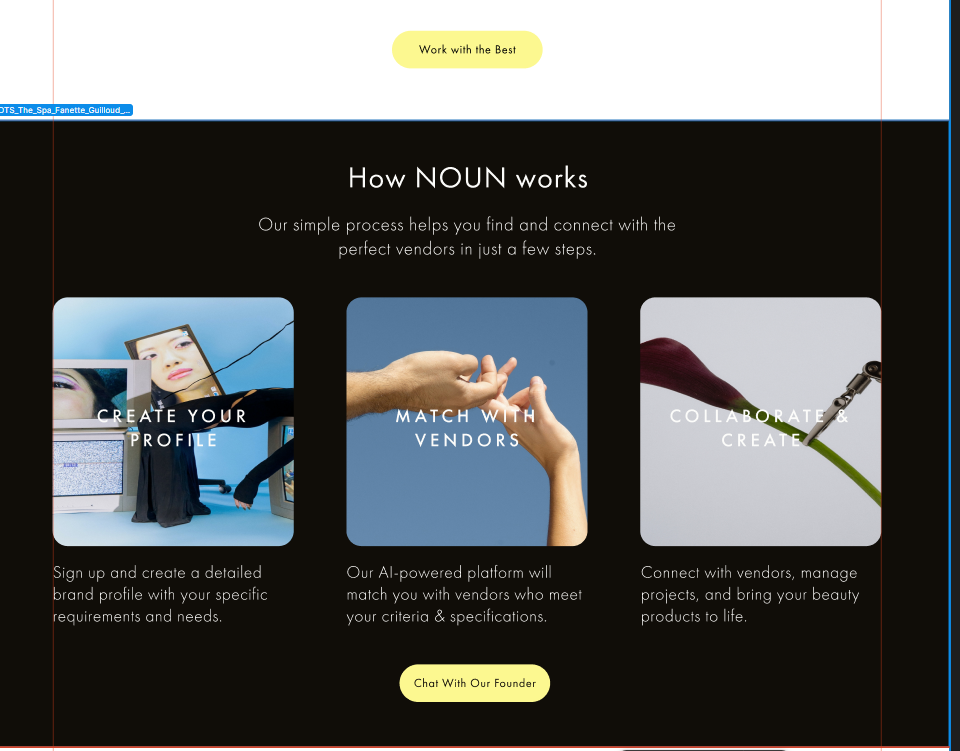 Work with the Best
OTS_The_Spa_Fanette_Guilloud_...
How NOUN works
Our simple process helps you find and connect with the
perfect vendors in just a few steps.
CREATE YOUR
PROFILE
MATCH WITH
VENDORS
COLLABORATE &
CREATE
Sign up and create a detailed
brand profile with your specific
requirements and needs.
Our AI-powered platform will
match you with vendors who meet
your criteria & specifications.
Connect with vendors, manage
projects, and bring your beauty
products to life.
Chat With Our Founder